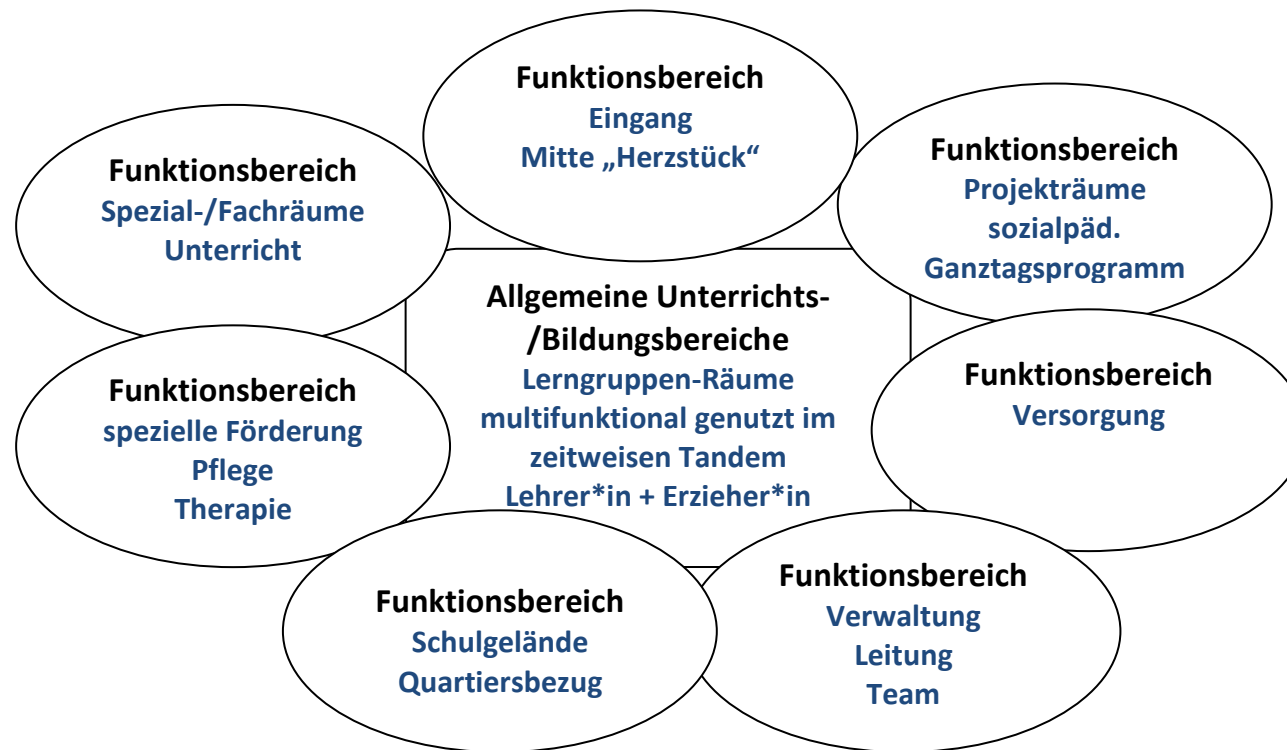 Funktionsbereich
Eingang
Mitte „Herzstück“
Funktionsbereich
Spezial-/Fachräume
Unterricht
Funktionsbereich
Projekträume
sozialpäd.
Ganztagsprogramm
Allgemeine Unterrichts-
/Bildungsbereiche
Lerngruppen-Räume
multifunktional genutzt im
zeitweisen Tandem
Lehrer*in + Erzieher*in
Funktionsbereich
spezielle Förderung
Pflege
Therapie
Funktionsbereich
Versorgung
Funktionsbereich
Schulgelände
Quartiersbezug
Funktionsbereich
Verwaltung
Leitung
Team